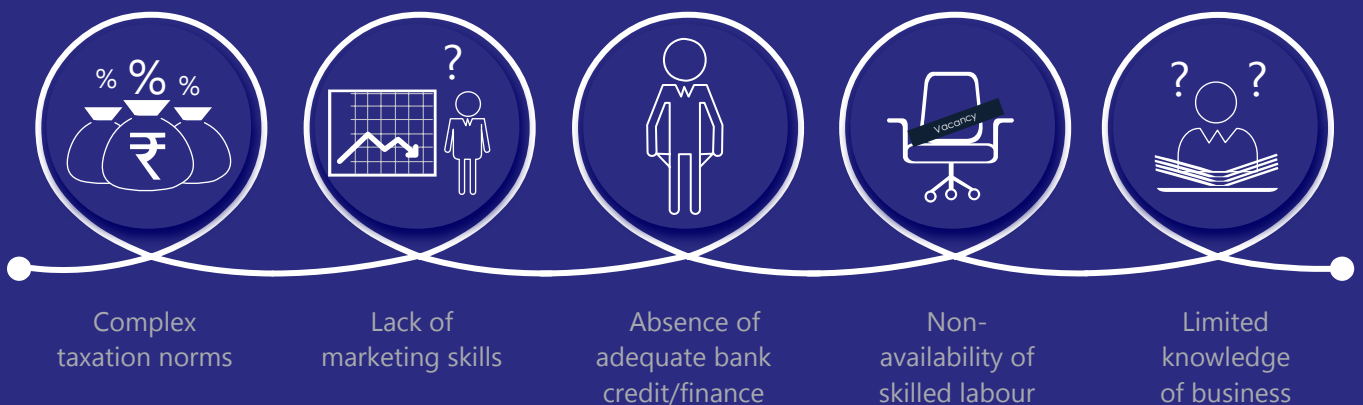 % % %
₹
?
Vacancy
? ?
Complex
taxation norms
Lack of
marketing skills
Absence of
adequate bank
credit/finance
Non-
availability of
skilled labour
Limited
knowledge
of business